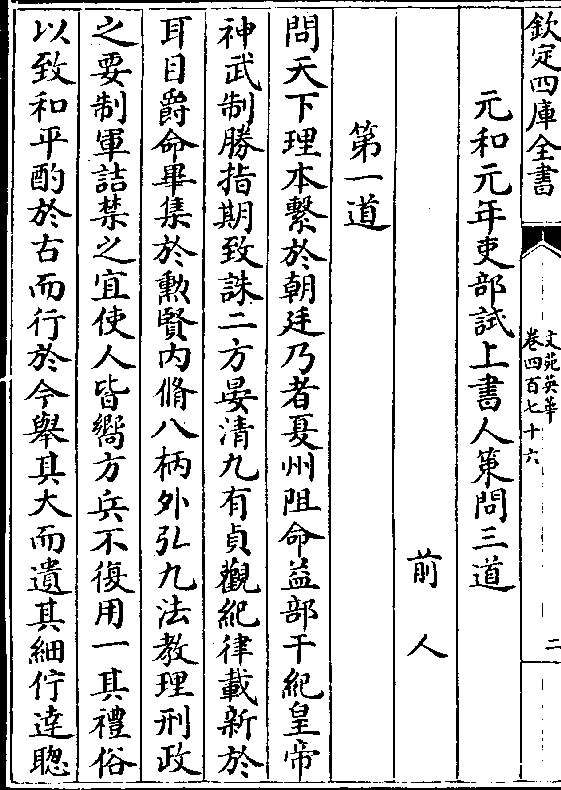 欽定四庫全書
文苑英華
卷四百七十六
二
元和元年吏部試上書人策問三道
前人
第一道
問天下理本繫於朝廷乃者夏州阻命益部干紀皇帝
神武制勝指期致誅二方晏清九有貞觀紀律載新於
耳目爵命畢集於勲賢内脩八柄外弘九法教理刑政
之要制軍詰禁之宜使人皆嚮方兵不復用一其禮俗
以致和平酌於古而行於今舉其大而遺其細佇達聰